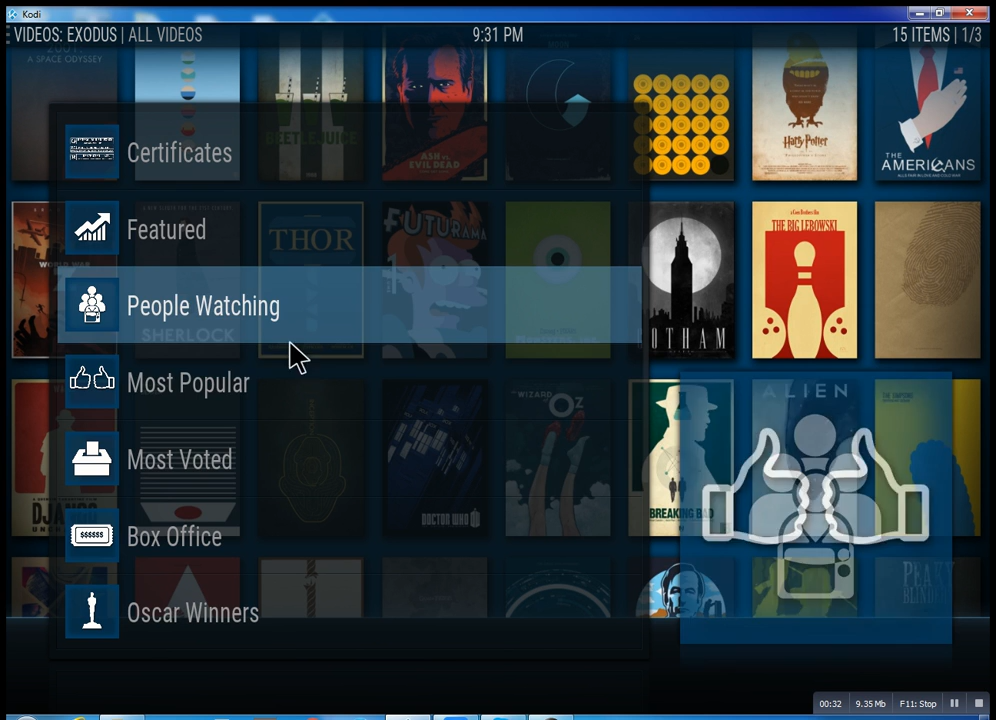 Kodi
VIDEOS: EXODUS | ALL VIDEOS
9:31 PM
15 ITEMS | 1/3
A SPACE ODYSSEY
BEETLEJUICE
ASH vs
EVIL DEAD
Harry Potter
THE
AMERICANS
Certificates
Featured
People Watching
Most Popular
Most Voted
Box Office
$$$$$$
Oscar Winners
WORLD WAR
SHERLOCK
THOR
FUTURAMA
GOTHAM
THE BIG LEBOWSKI
DJANGO
DOCTOR WHO
WIZARD
OZ
BREAKING BAD
ALIEN
THE SIMPSONS
PEAKY
BLINDERS
00:32
9.35 Mb
F11: Stop